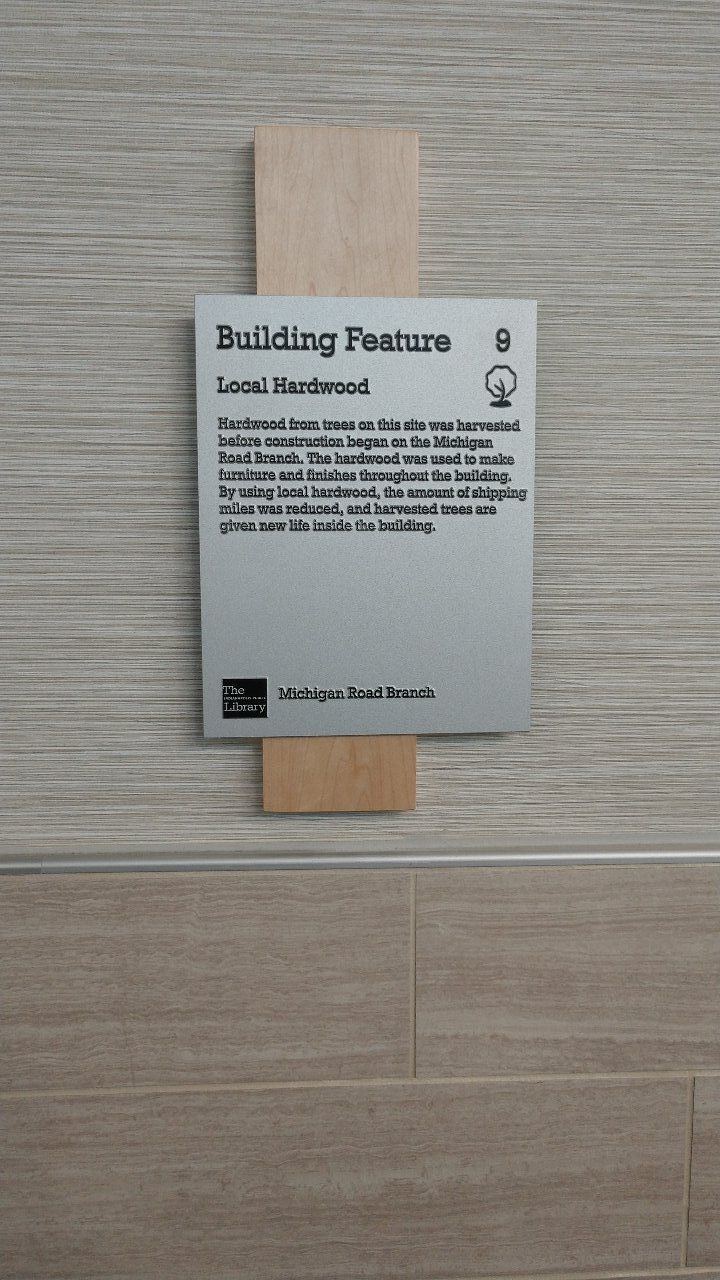 Building Feature 9
Local Hardwood
Hardwood from trees on this site was harvested
before construction began on the Michigan
Road Branch. The hardwood was used to make
furniture and finishes throughout the building.
By using local hardwood, the amount of shipping
miles was reduced, and harvested trees are
given new life inside the building.
The
INDIANAPOLIS PUBLIC
Library
Michigan Road Branch